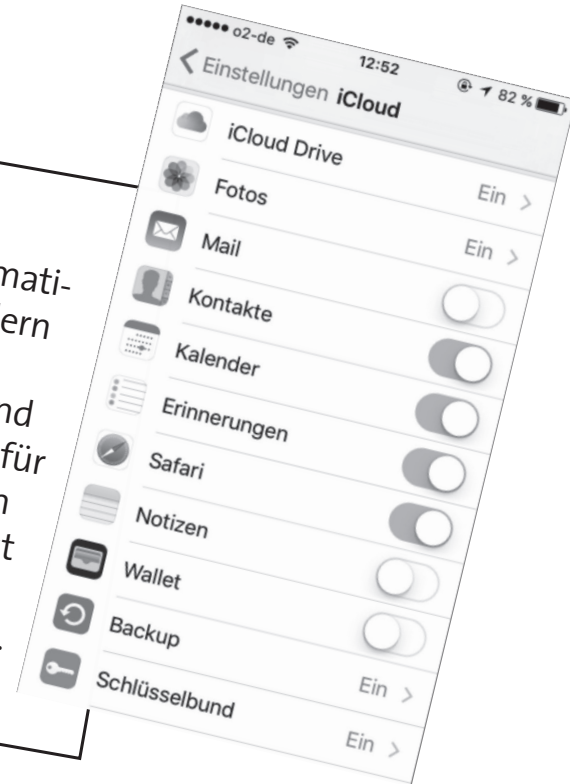 o2-de 12:52 82 %
Einstellungen iCloud
iCloud Drive Ein
Fotos Ein
Mail
Kontakte
Kalender
Erinnerungen
Safari
Notizen
Wallet
Backup Ein
Schlüsselbund Ein
mati-
ern
nd
für
n
t
.